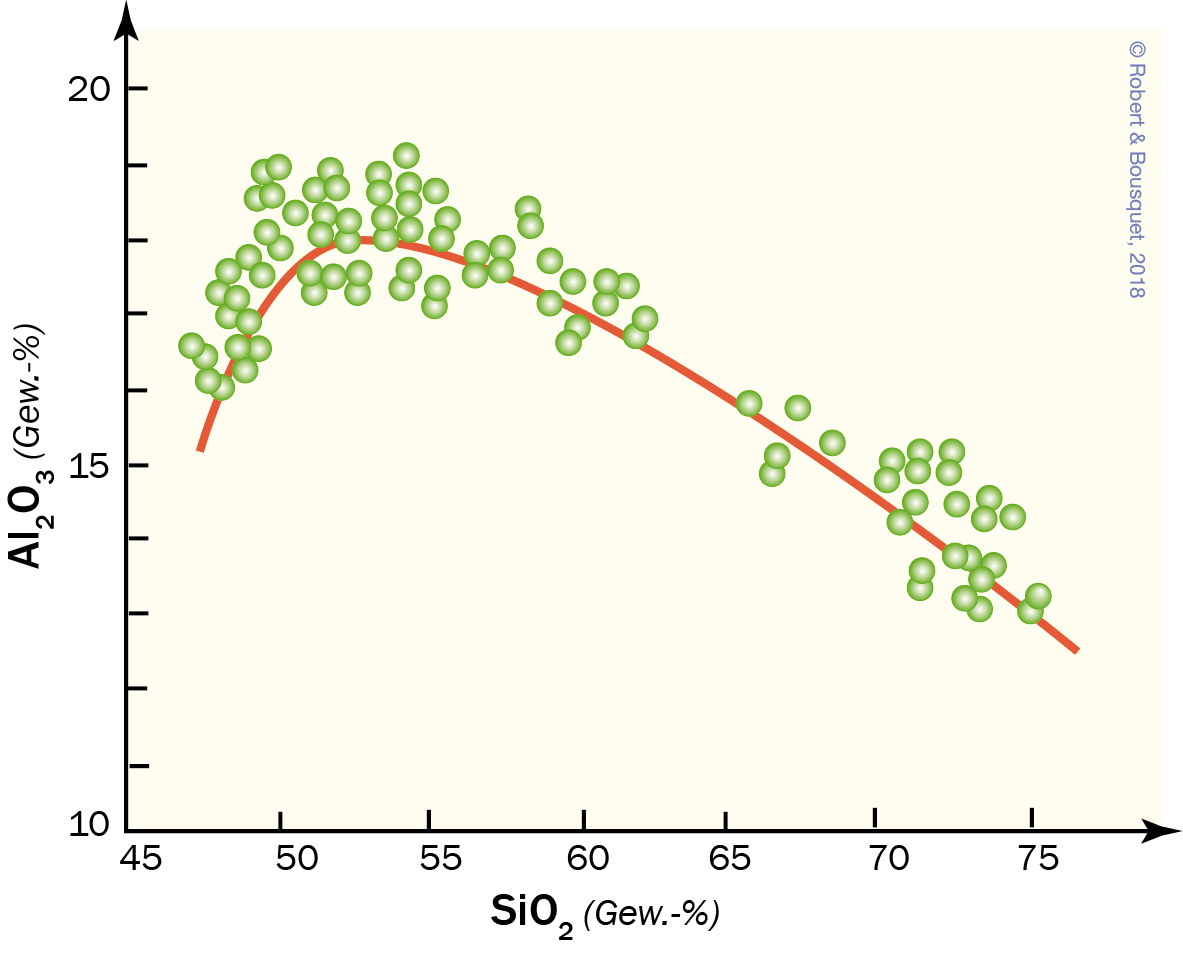 20
15
10
Al₂O₃ (Gew.-%)
45 50 55 60 65 70 75
SiO₂ (Gew.-%)
© Robert & Bousquet, 2018